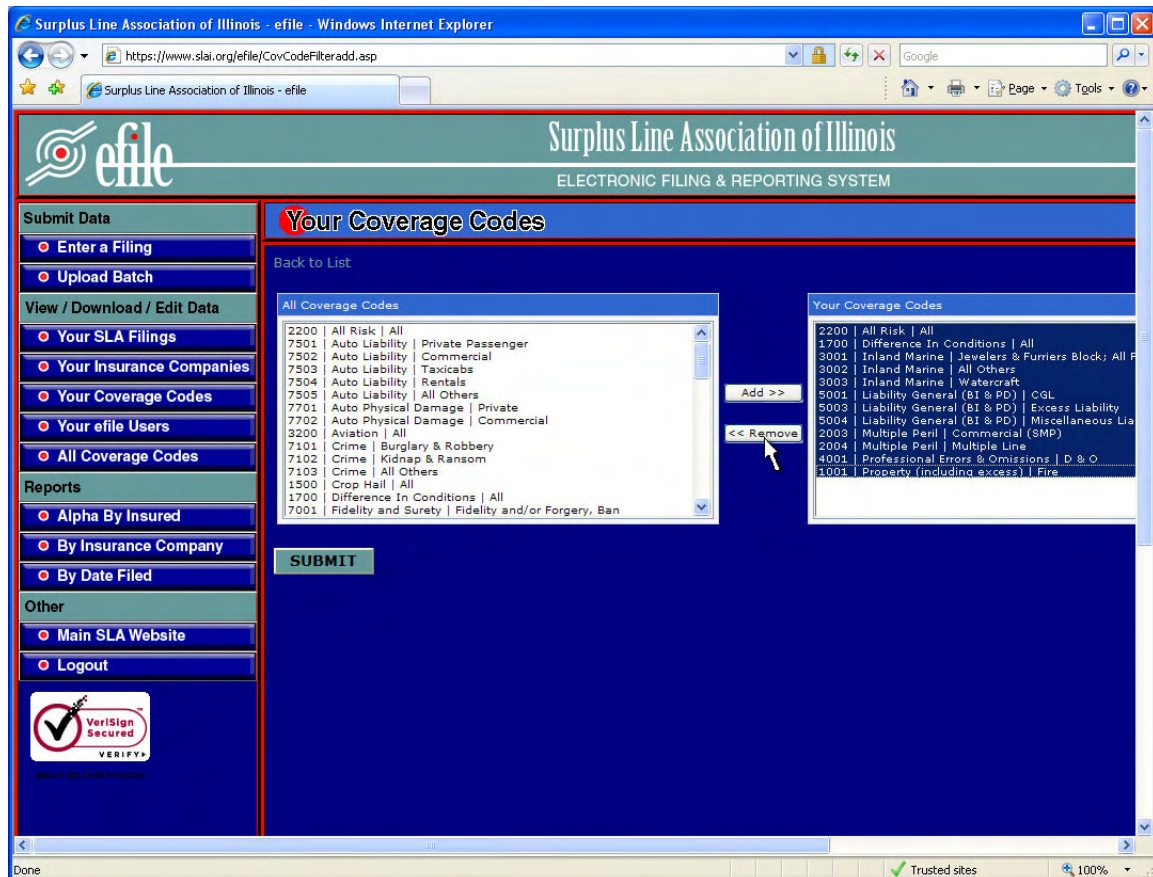 Surplus Line Association of Illinois - efile - Windows Internet Explorer
https://www.slai.org/efile/CovCodeFilteradd.asp
Google
Surplus Line Association of Illinois - efile
Page
Tools
efile
Surplus Line Association of Illinois
ELECTRONIC FILING & REPORTING SYSTEM
Submit Data
Enter a Filing
Upload Batch
View / Download / Edit Data
Your SLA Filings
Your Insurance Companies
Your Coverage Codes
Your efile Users
All Coverage Codes
Reports
Alpha By Insured
By Insurance Company
By Date Filed
Other
Main SLA Website
Logout
VeriSign
Secured
VERIFY
Your Coverage Codes
Back to List
All Coverage Codes
2200 | All Risk | All
7501 | Auto Liability | Private Passenger
7502 | Auto Liability | Commercial
7503 | Auto Liability | Taxicabs
7504 | Auto Liability | Rentals
7505 | Auto Liability | All Others
7701 | Auto Physical Damage | Private
7702 | Auto Physical Damage | Commercial
3200 | Aviation | All
7101 | Crime | Burglary & Robbery
7102 | Crime | Kidnap & Ransom
7103 | Crime | All Others
1500 | Crop Hail | All
1700 | Difference In Conditions | All
7001 | Fidelity and Surety | Fidelity and/or Forgery, Ban
Add >>
<< Remove
Your Coverage Codes
2200 | All Risk | All
1700 | Difference In Conditions | All
3001 | Inland Marine | Jewelers & Furriers Block; All F
3002 | Inland Marine | All Others
3003 | Inland Marine | Watercraft
5001 | Liability General (BI & PD) | CGL
5003 | Liability General (BI & PD) | Excess Liability
5004 | Liability General (BI & PD) | Miscellaneous Lia
2003 | Multiple Peril | Commercial (SMP)
2004 | Multiple Peril | Multiple Line
4001 | Professional Errors & Omissions | D & O
1001 | Property (including excess) | Fire
SUBMIT
Done
Trusted sites
100%